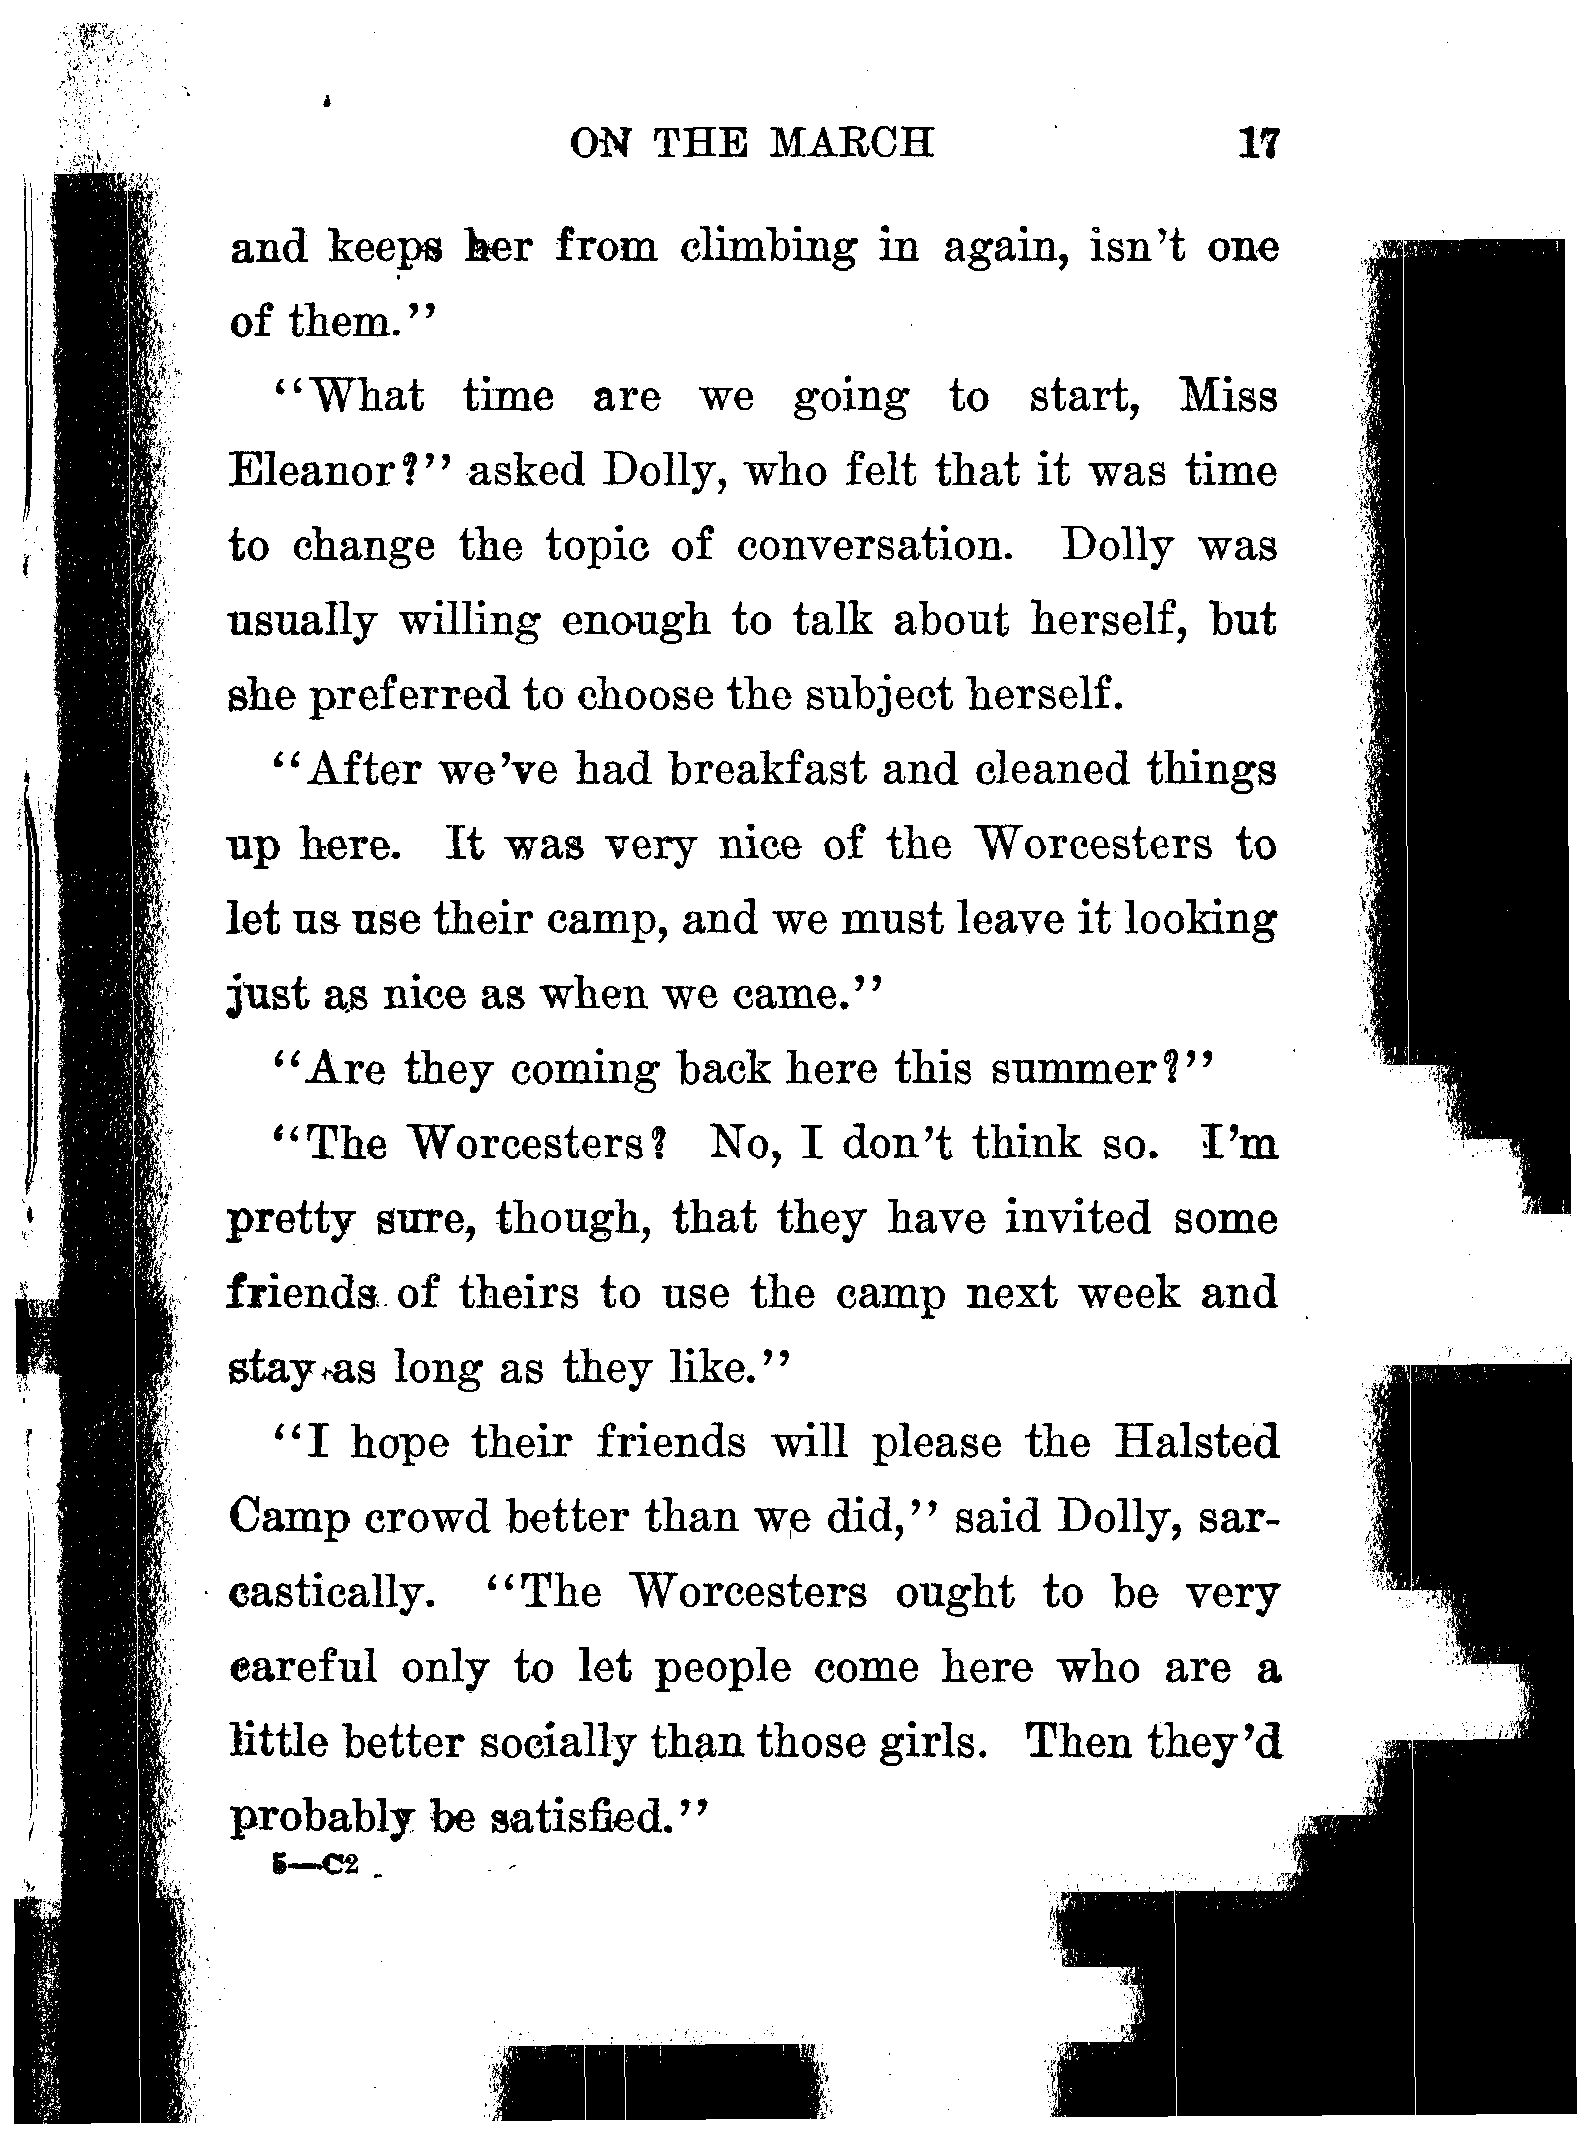 ON THE MARCH 17
and keeps her from climbing in again, isn't one
of them."
"What time are we going to start, Miss
Eleanor?" asked Dolly, who felt that it was time
to change the topic of conversation. Dolly was
usually willing enough to talk about herself, but
she preferred to choose the subject herself.
"After we've had breakfast and cleaned things
up here. It was very nice of the Worcesters to
let us use their camp, and we must leave it looking
just as nice as when we came."
"Are they coming back here this summer?"
"The Worcesters? No, I don't think so. I'm
pretty sure, though, that they have invited some
friends of theirs to use the camp next week and
stay as long as they like."
"I hope their friends will please the Halsted
Camp crowd better than we did," said Dolly, sar-
castically. "The Worcesters ought to be very
careful only to let people come here who are a
little better socially than those girls. Then they'd
probably be satisfied."
5—C2